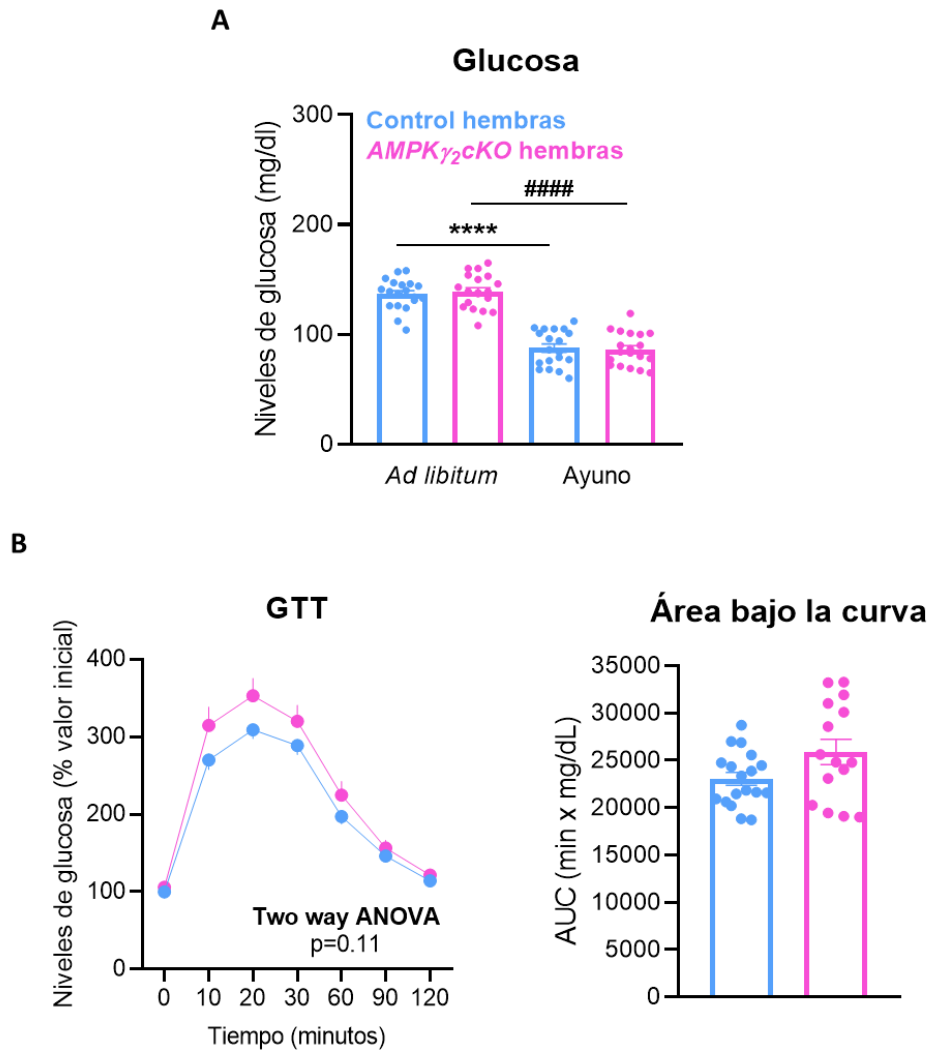 A
Glucosa
Niveles de glucosa (mg/dl)
300
200
100
0
Control hembras
AMPKγ₂cKO hembras
####
****
Ad libitum
Ayuno
B
GTT
Niveles de glucosa (% valor inicial)
400
300
200
100
0
Two way ANOVA
p=0.11
0 10 20 30 60 90 120
Tiempo (minutos)
Área bajo la curva
AUC (min x mg/dL)
35000
30000
25000
20000
15000
10000
5000
0